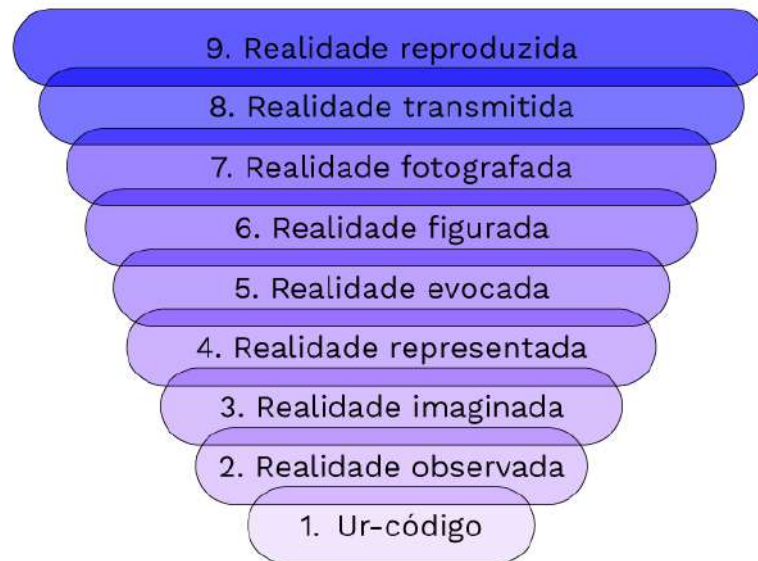 9. Realidade reproduzida
8. Realidade transmitida
7. Realidade fotografada
6. Realidade figurada
5. Realidade evocada
4. Realidade representada
3. Realidade imaginada
2. Realidade observada
1. Ur-código